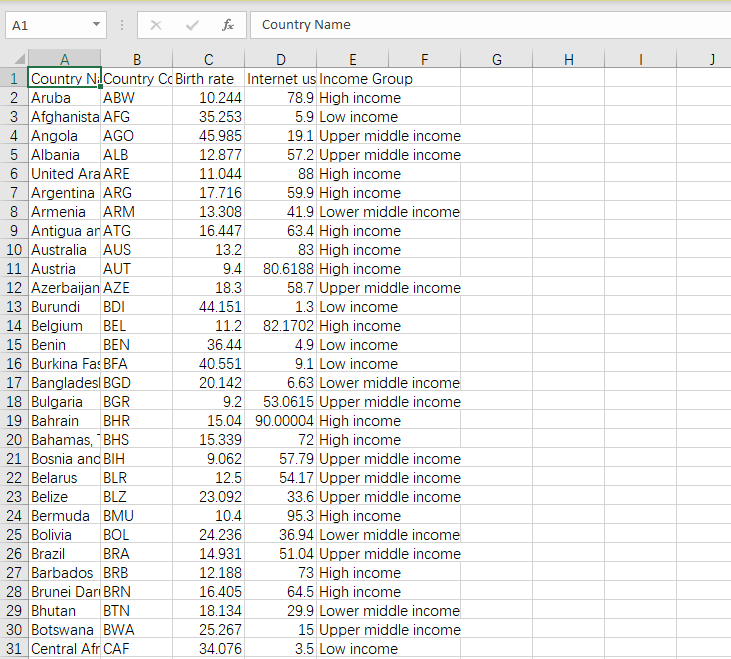 A1 fx Country Name
A B C D E F G H I J
1 Country Na Country Co Birth rate Internet us Income Group
2 Aruba ABW 10.244 78.9 High income
3 Afghanista AFG 35.253 5.9 Low income
4 Angola AGO 45.985 19.1 Upper middle income
5 Albania ALB 12.877 57.2 Upper middle income
6 United Ara ARE 11.044 88 High income
7 Argentina ARG 17.716 59.9 High income
8 Armenia ARM 13.308 41.9 Lower middle income
9 Antigua an ATG 16.447 63.4 High income
10 Australia AUS 13.2 83 High income
11 Austria AUT 9.4 80.6188 High income
12 Azerbaijan AZE 18.3 58.7 Upper middle income
13 Burundi BDI 44.151 1.3 Low income
14 Belgium BEL 11.2 82.1702 High income
15 Benin BEN 36.44 4.9 Low income
16 Burkina Fas BFA 40.551 9.1 Low income
17 Bangladesh BGD 20.142 6.63 Lower middle income
18 Bulgaria BGR 9.2 53.0615 Upper middle income
19 Bahrain BHR 15.04 90.00004 High income
20 Bahamas, T BHS 15.339 72 High income
21 Bosnia and BIH 9.062 57.79 Upper middle income
22 Belarus BLR 12.5 54.17 Upper middle income
23 Belize BLZ 23.092 33.6 Upper middle income
24 Bermuda BMU 10.4 95.3 High income
25 Bolivia BOL 24.236 36.94 Lower middle income
26 Brazil BRA 14.931 51.04 Upper middle income
27 Barbados BRB 12.188 73 High income
28 Brunei Daru BRN 16.405 64.5 High income
29 Bhutan BTN 18.134 29.9 Lower middle income
30 Botswana BWA 25.267 15 Upper middle income
31 Central Afr CAF 34.076 3.5 Low income